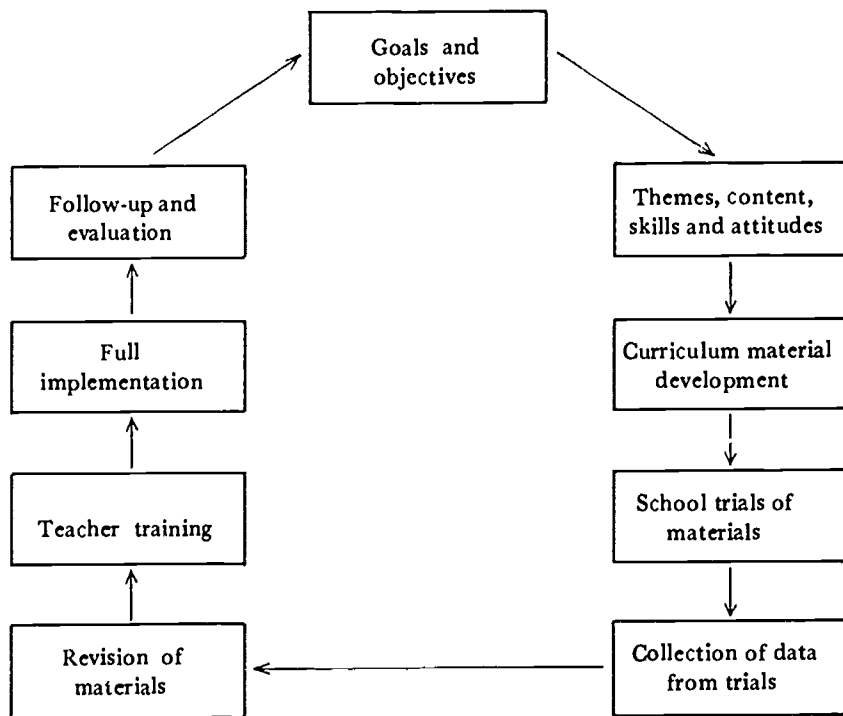 Goals and
objectives
Themes, content,
skills and attitudes
Curriculum material
development
School trials of
materials
Collection of data
from trials
Revision of
materials
Teacher training
Full
implementation
Follow-up and
evaluation